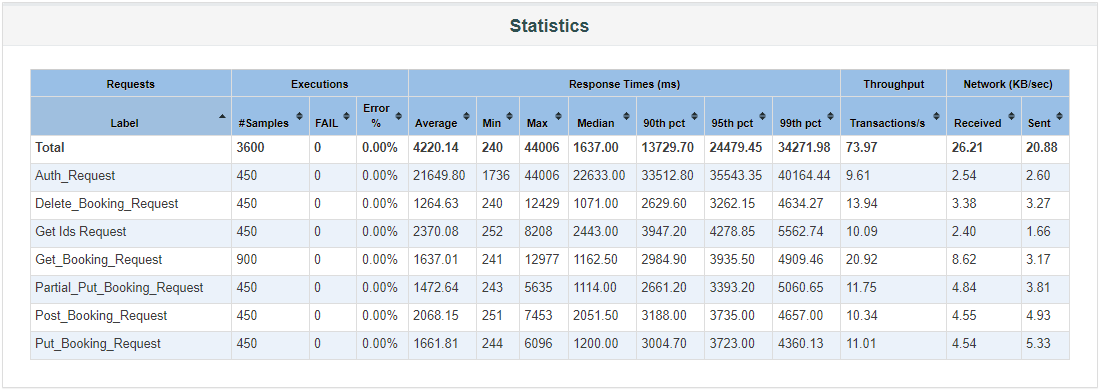 Statistics
Requests Executions Response Times (ms) Throughput Network (KB/sec)
Label #Samples FAIL Error % Average Min Max Median 90th pct 95th pct 99th pct Transactions/s Received Sent
Total 3600 0 0.00% 4220.14 240 44006 1637.00 13729.70 24479.45 34271.98 73.97 26.21 20.88
Auth_Request 450 0 0.00% 21649.80 1736 44006 22633.00 33512.80 35543.35 40164.44 9.61 2.54 2.60
Delete_Booking_Request 450 0 0.00% 1264.63 240 12429 1071.00 2629.60 3262.15 4634.27 13.94 3.38 3.27
Get Ids Request 450 0 0.00% 2370.08 252 8208 2443.00 3947.20 4278.85 5562.74 10.09 2.40 1.66
Get_Booking_Request 900 0 0.00% 1637.01 241 12977 1162.50 2984.90 3935.50 4909.46 20.92 8.62 3.17
Partial_Put_Booking_Request 450 0 0.00% 1472.64 243 5635 1114.00 2661.20 3393.20 5060.65 11.75 4.84 3.81
Post_Booking_Request 450 0 0.00% 2068.15 251 7453 2051.50 3188.00 3735.00 4657.00 10.34 4.55 4.93
Put_Booking_Request 450 0 0.00% 1661.81 244 6096 1200.00 3004.70 3723.00 4360.13 11.01 4.54 5.33